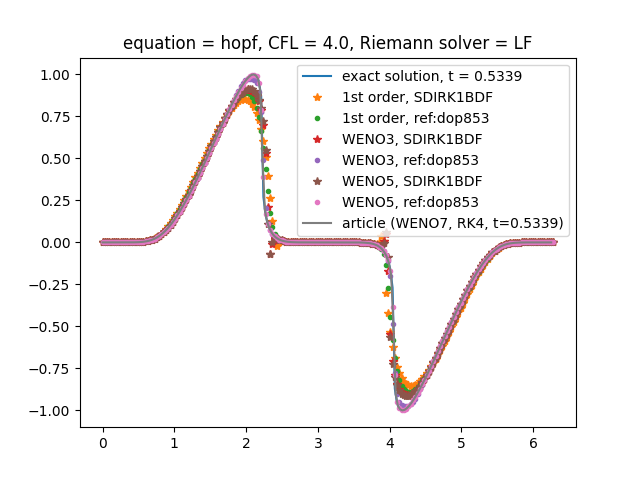 equation = hopf, CFL = 4.0, Riemann solver = LF
1.00
0.75
0.50
0.25
0.00
−0.25
−0.50
−0.75
−1.00
exact solution, t = 0.5339
1st order, SDIRK1BDF
1st order, ref:dop853
WENO3, SDIRK1BDF
WENO3, ref:dop853
WENO5, SDIRK1BDF
WENO5, ref:dop853
article (WENO7, RK4, t=0.5339)
0 1 2 3 4 5 6